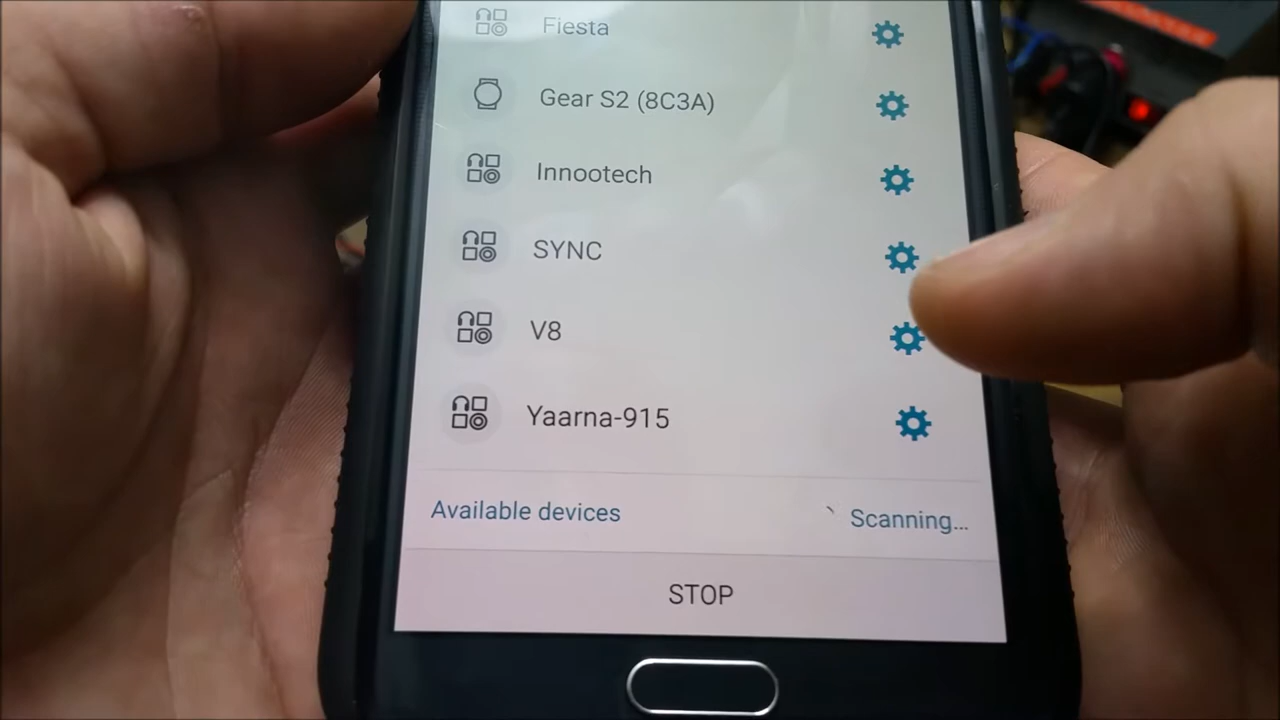 Fiesta
Gear S2 (8C3A)
Innootech
SYNC
V8
Yaarna-915
Available devices
Scanning...
STOP